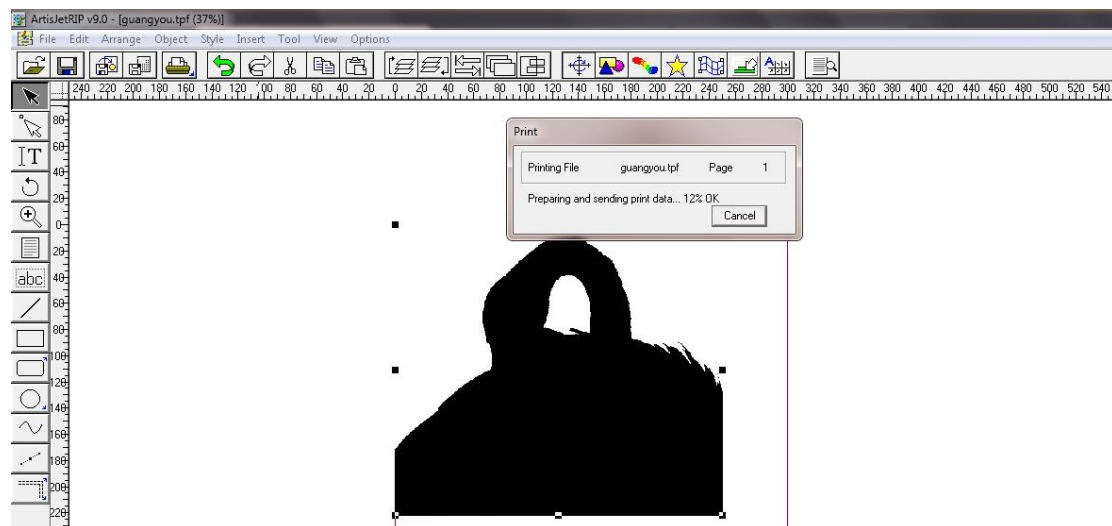 ArtisJetRIP v9.0 - [guangyou.tpf (37%)]
File Edit Arrange Object Style Insert Tool View Options
240 220 200 180 160 140 120 100 80 60 40 20 0 20 40 60 80 100 120 140 160 180 200 220 240 260 280 300 320 340 360 380 400 420 440 460 480 500 520 540
80
60
40
20
0
20
40
60
80
100
120
140
160
180
200
220
T
abc
Print
Printing File guangyou.tpf Page 1
Preparing and sending print data... 12% OK
Cancel